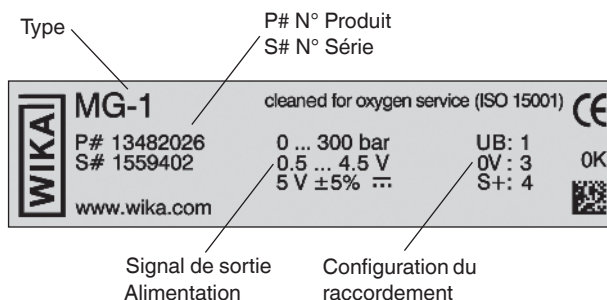 Type
P# N° Produit
S# N° Série
WIKA
MG-1
cleaned for oxygen service (ISO 15001)
CE
P# 13482026
0 ... 300 bar
UB: 1
S# 1559402
0.5 ... 4.5 V
0V : 3
0K
5 V ±5% ⎓
S+: 4
www.wika.com
Signal de sortie
Alimentation
Configuration du
raccordement